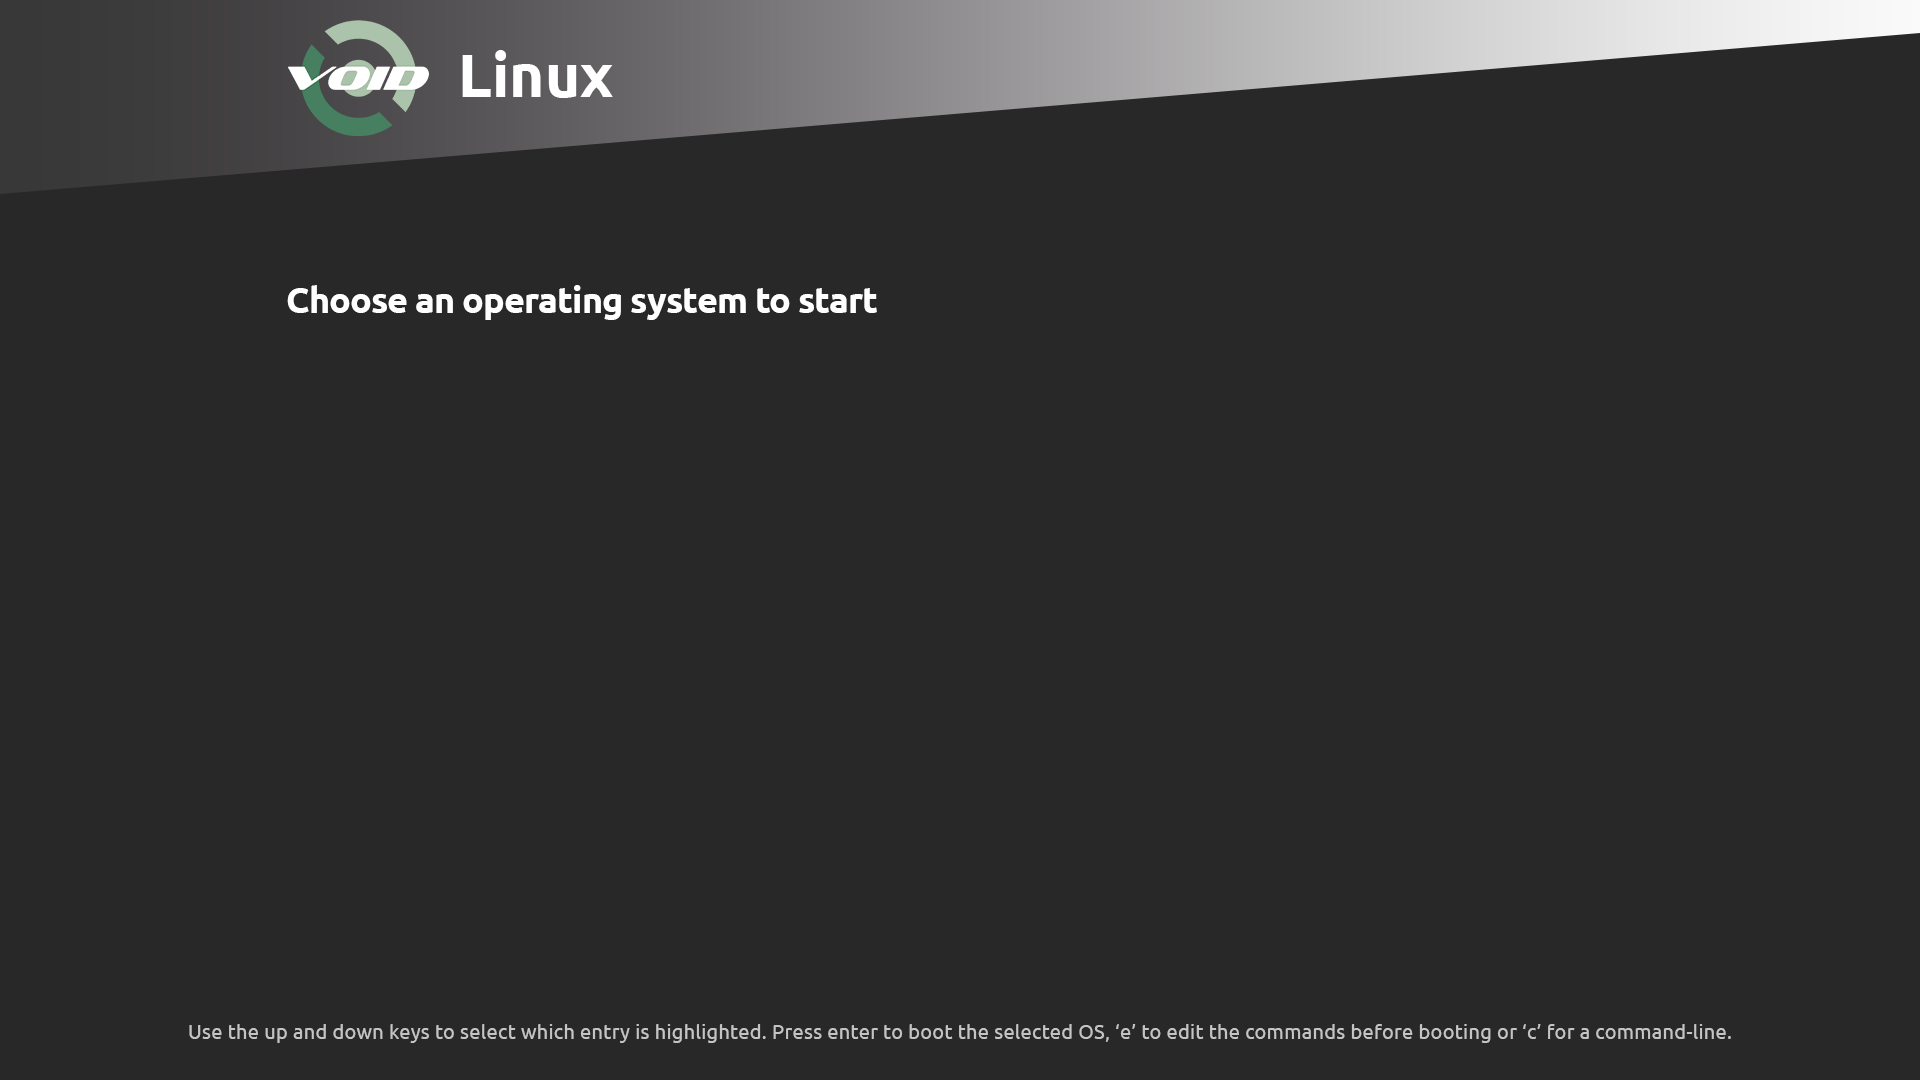 VOID Linux
Choose an operating system to start
Use the up and down keys to select which entry is highlighted. Press enter to boot the selected OS, ‘e’ to edit the commands before booting or ‘c’ for a command-line.